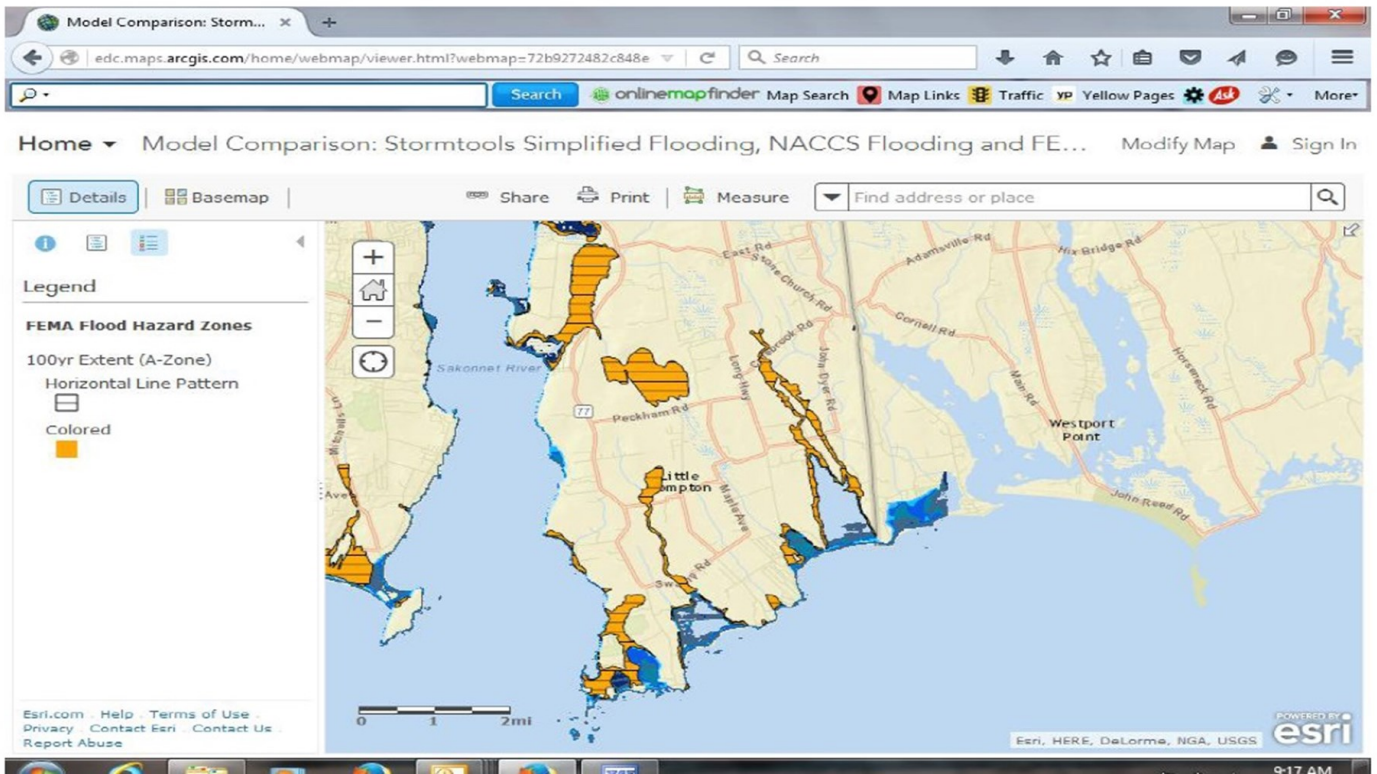 Model Comparison: Storm...
edc.maps.arcgis.com/home/webmap/viewer.html?webmap=72b9272482c848e
Search
Search
onlinemapfinder
Map Search
Map Links
Traffic
YP
Yellow Pages
Ask
More
Home
Model Comparison: Stormtools Simplified Flooding, NACCS Flooding and FE...
Modify Map
Sign In
Details
Basemap
Share
Print
Measure
Find address or place
Legend
FEMA Flood Hazard Zones
100yr Extent (A-Zone)
Horizontal Line Pattern
Colored
East Rd
Stone Church Rd
Adamsville Rd
Hix Bridge Rd
Cornell Rd
Long Hwy
John Dyer Rd
Sakonnet River
77
Peckham Rd
Main Rd
Horseneck Rd
Westport
Point
Little
ompton
Maple Ave
John Reed Rd
Ave
0 1 2mi
Esri.com . Help . Terms of Use .
Privacy . Contact Esri . Contact Us .
Report Abuse
Esri, HERE, DeLorme, NGA, USGS
POWERED BY
esri
9:17 AM